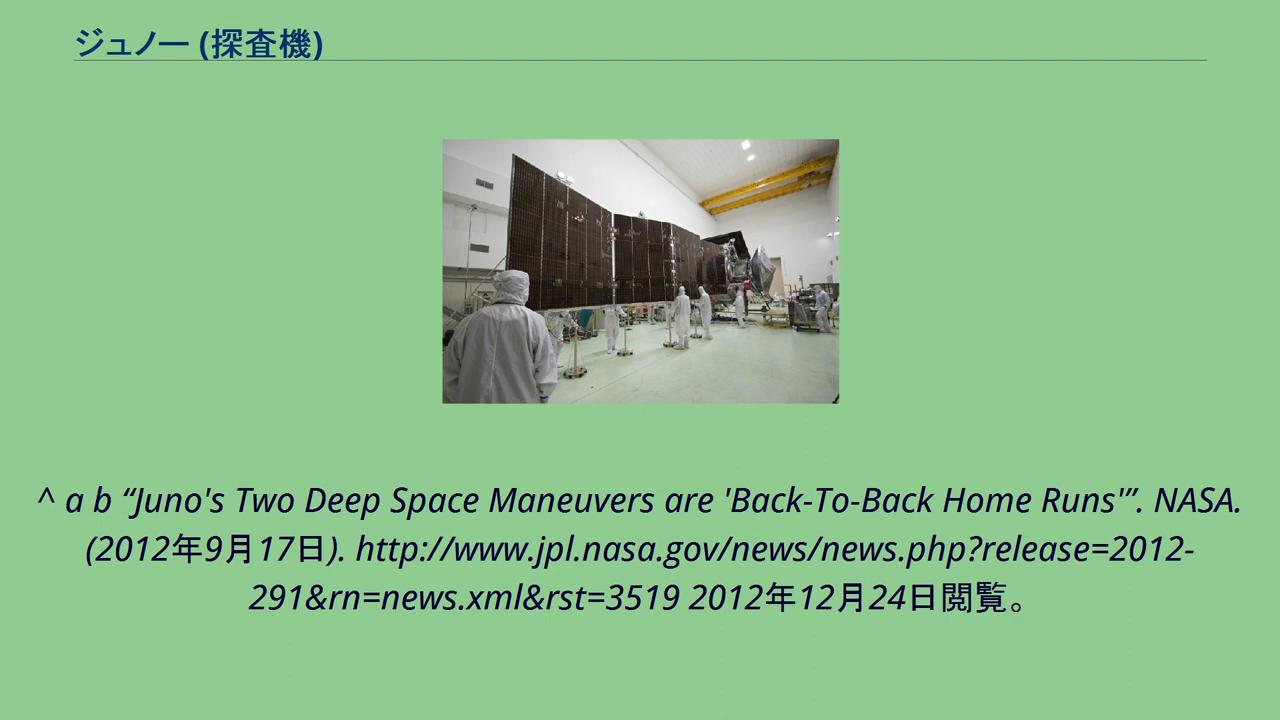 ジュノー (探査機)
^ a b “Juno's Two Deep Space Maneuvers are 'Back-To-Back Home Runs'”. NASA.
(2012年9月17日). http://www.jpl.nasa.gov/news/news.php?release=2012-
291&rn=news.xml&rst=3519 2012年12月24日閲覧。